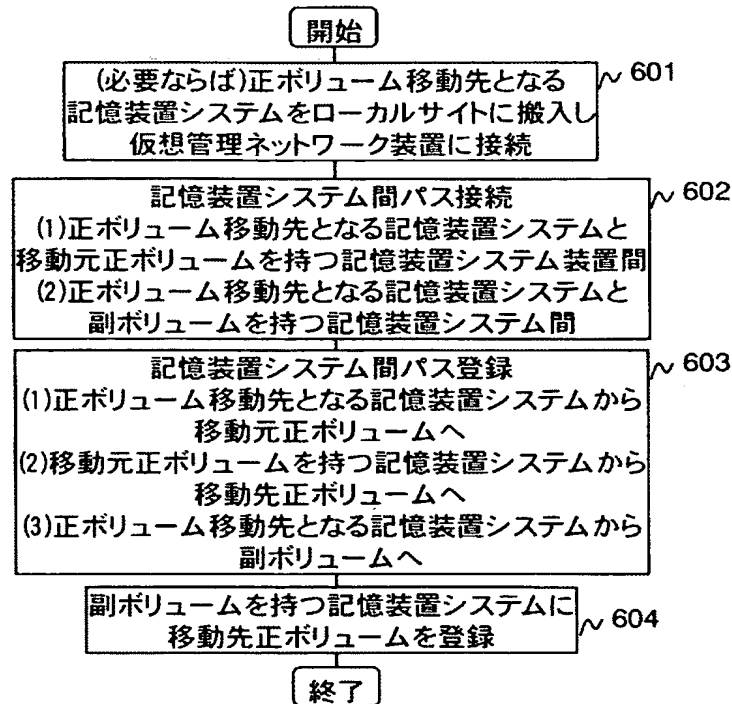 開始
(必要ならば)正ボリューム移動先となる
記憶装置システムをローカルサイトに搬入し
仮想管理ネットワーク装置に接続
601
記憶装置システム間パス接続
(1)正ボリューム移動先となる記憶装置システムと
移動元正ボリュームを持つ記憶装置システム装置間
(2)正ボリューム移動先となる記憶装置システムと
副ボリュームを持つ記憶装置システム間
602
記憶装置システム間パス登録
(1)正ボリューム移動先となる記憶装置システムから
移動元正ボリュームへ
(2)移動元正ボリュームを持つ記憶装置システムから
移動先正ボリュームへ
(3)正ボリューム移動先となる記憶装置システムから
副ボリュームへ
603
副ボリュームを持つ記憶装置システムに
移動先正ボリュームを登録
604
終了